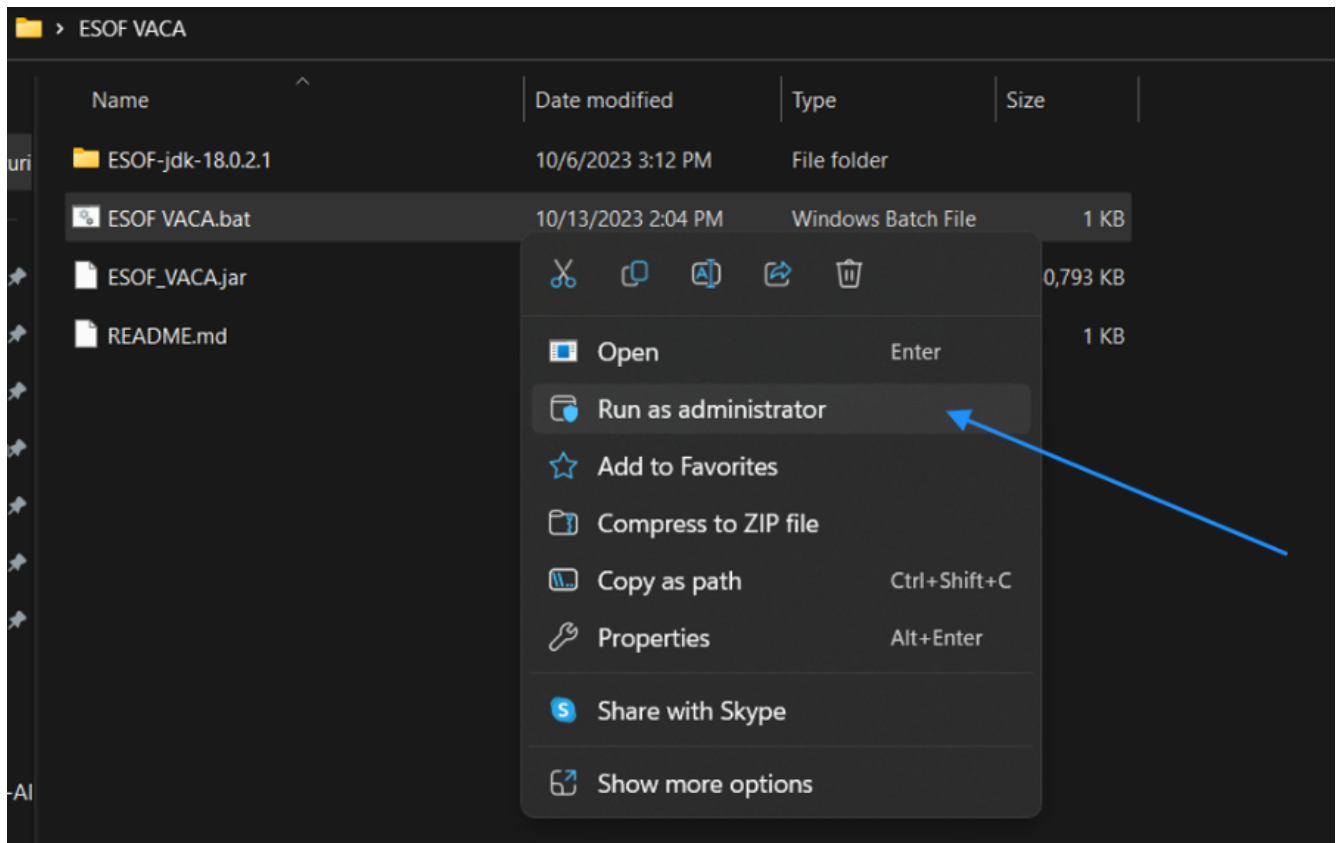 > ESOF VACA
Name Date modified Type Size
uri ESOF-jdk-18.0.2.1 10/6/2023 3:12 PM File folder
ESOF VACA.bat 10/13/2023 2:04 PM Windows Batch File 1 KB
ESOF_VACA.jar 0,793 KB
README.md 1 KB
Open Enter
Run as administrator
Add to Favorites
Compress to ZIP file
Copy as path Ctrl+Shift+C
Properties Alt+Enter
Share with Skype
-AI Show more options